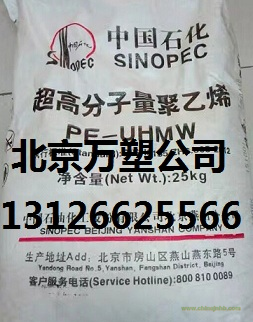 中国石化
SINOPEC
SINOPEC
超高分子量聚乙烯
PE-UHMW
北京万塑公司
净含量(Net Wt.):25kg
13126625566
SINOPEC BEIJING YANSHAN COMPANY
生产地址Add:北京市房山区燕山燕东路5号
Yandong Road No.5,Yanshan, Fangshan District, Beijing
客户服务电话(Service Hotline):800 810 0089